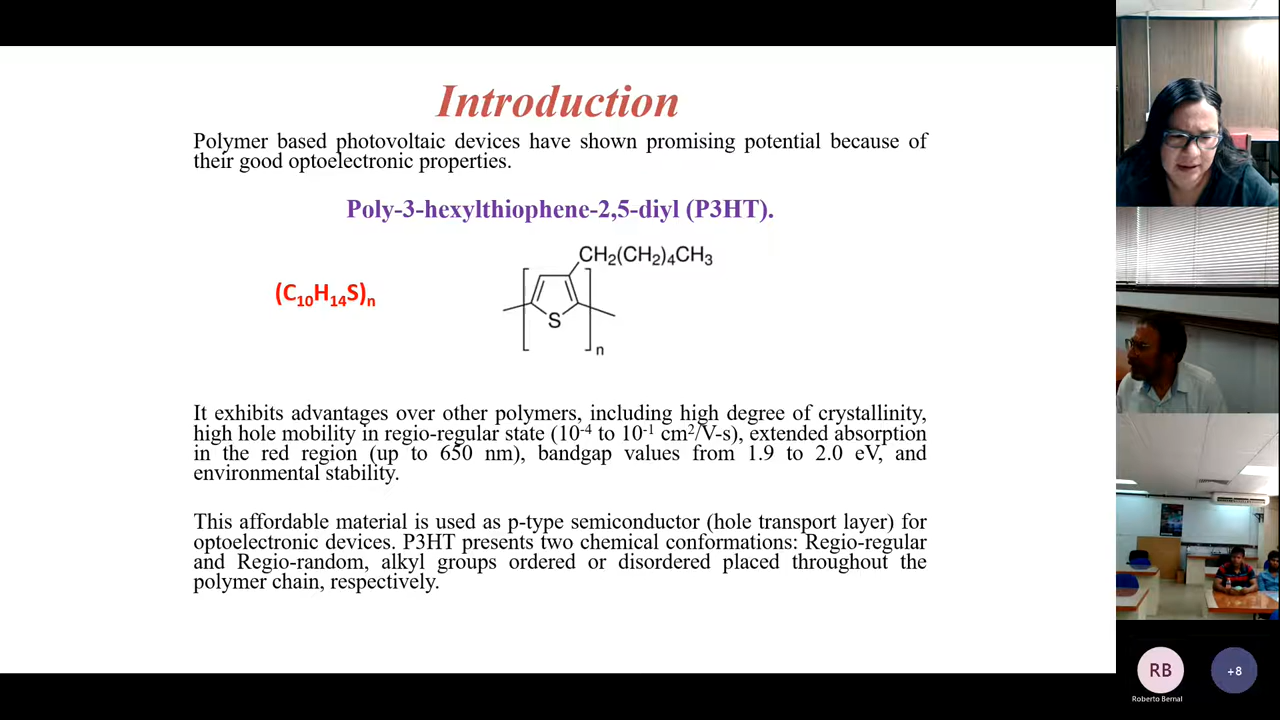 Introduction
Polymer based photovoltaic devices have shown promising potential because of
their good optoelectronic properties.
Poly-3-hexylthiophene-2,5-diyl (P3HT).
CH₂(CH₂)₄CH₃
(C₁₀H₁₄S)ₙ
S
n
It exhibits advantages over other polymers, including high degree of crystallinity,
high hole mobility in regio-regular state (10⁻⁴ to 10⁻¹ cm²/V-s), extended absorption
in the red region (up to 650 nm), bandgap values from 1.9 to 2.0 eV, and
environmental stability.
This affordable material is used as p-type semiconductor (hole transport layer) for
optoelectronic devices. P3HT presents two chemical conformations: Regio-regular
and Regio-random, alkyl groups ordered or disordered placed throughout the
polymer chain, respectively.
RB
+8
Roberto Bernal